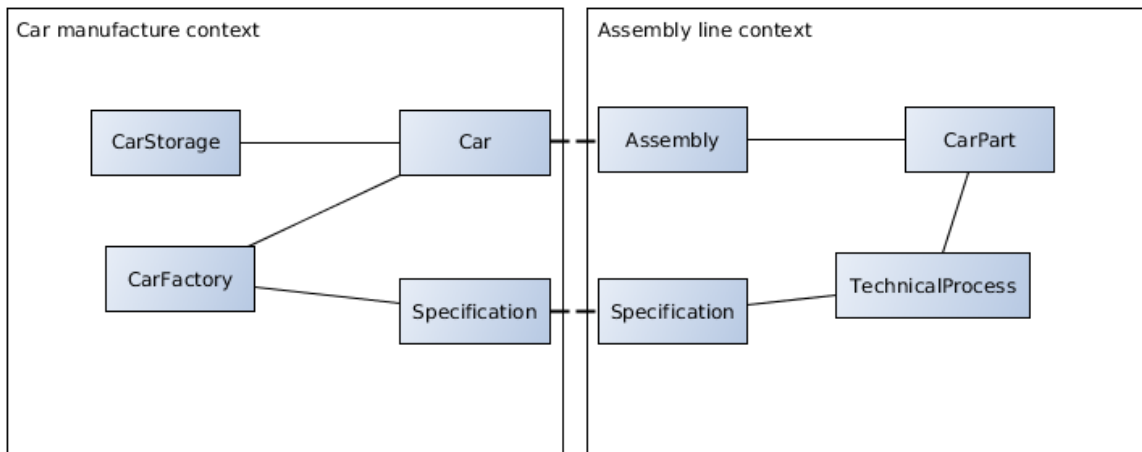 Car manufacture context
CarStorage
Car
CarFactory
Specification
Assembly line context
Assembly
CarPart
TechnicalProcess
Specification